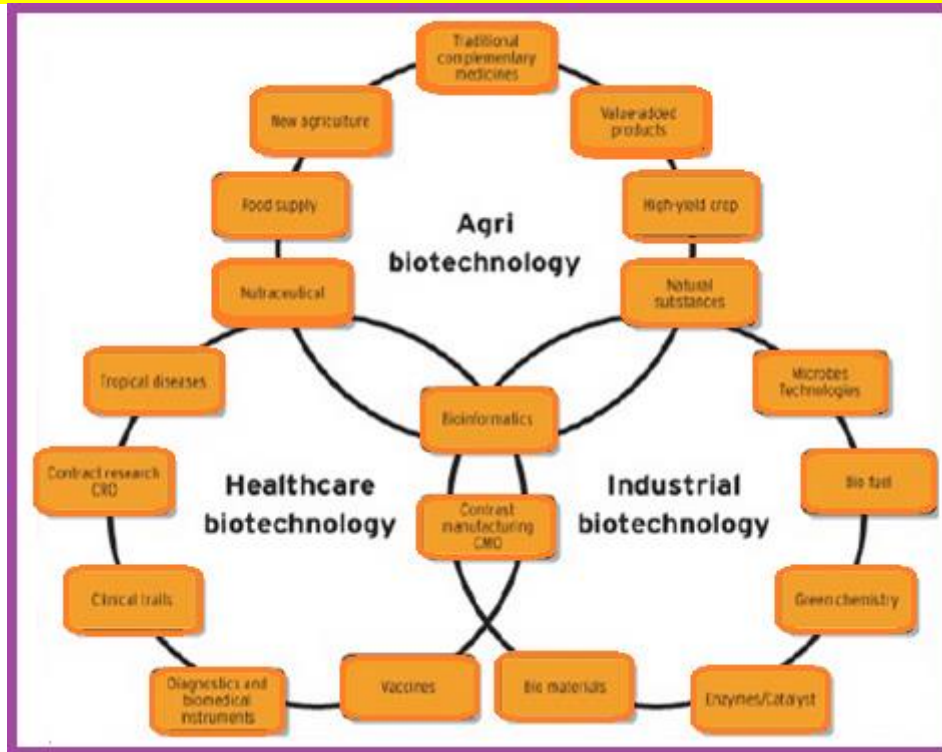 Traditional
complementary
medicines
New agriculture
Value-added
products
Food supply
High-yield crop
Agri
biotechnology
Nutraceutical
Natural
substances
Tropical diseases
Microbes
Technologies
Bioinformatics
Contract research
CRO
Healthcare
biotechnology
Contrast
manufacturing
CMO
Industrial
biotechnology
Bio fuel
Clinical trails
Green chemistry
Diagnostics and
biomedical
instruments
Vaccines
Bio materials
Enzymes/Catalyst